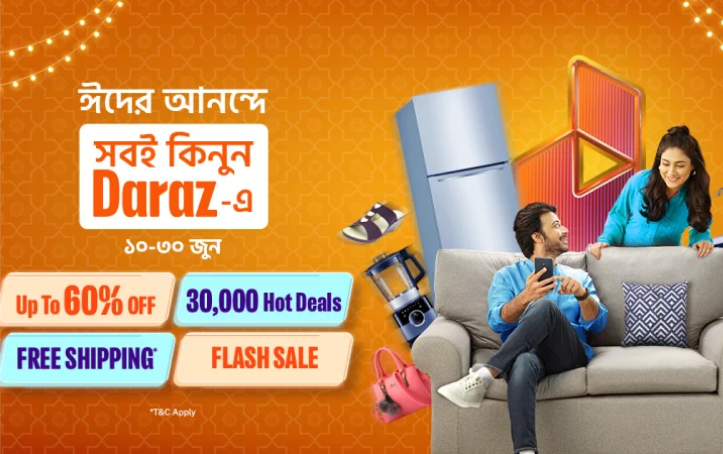 ঈদের আনন্দে
সবই কিনুন
Daraz-এ
১০-৩০ জুন
Up To 60% OFF
30,000 Hot Deals
FREE SHIPPING*
FLASH SALE
*T&C Apply